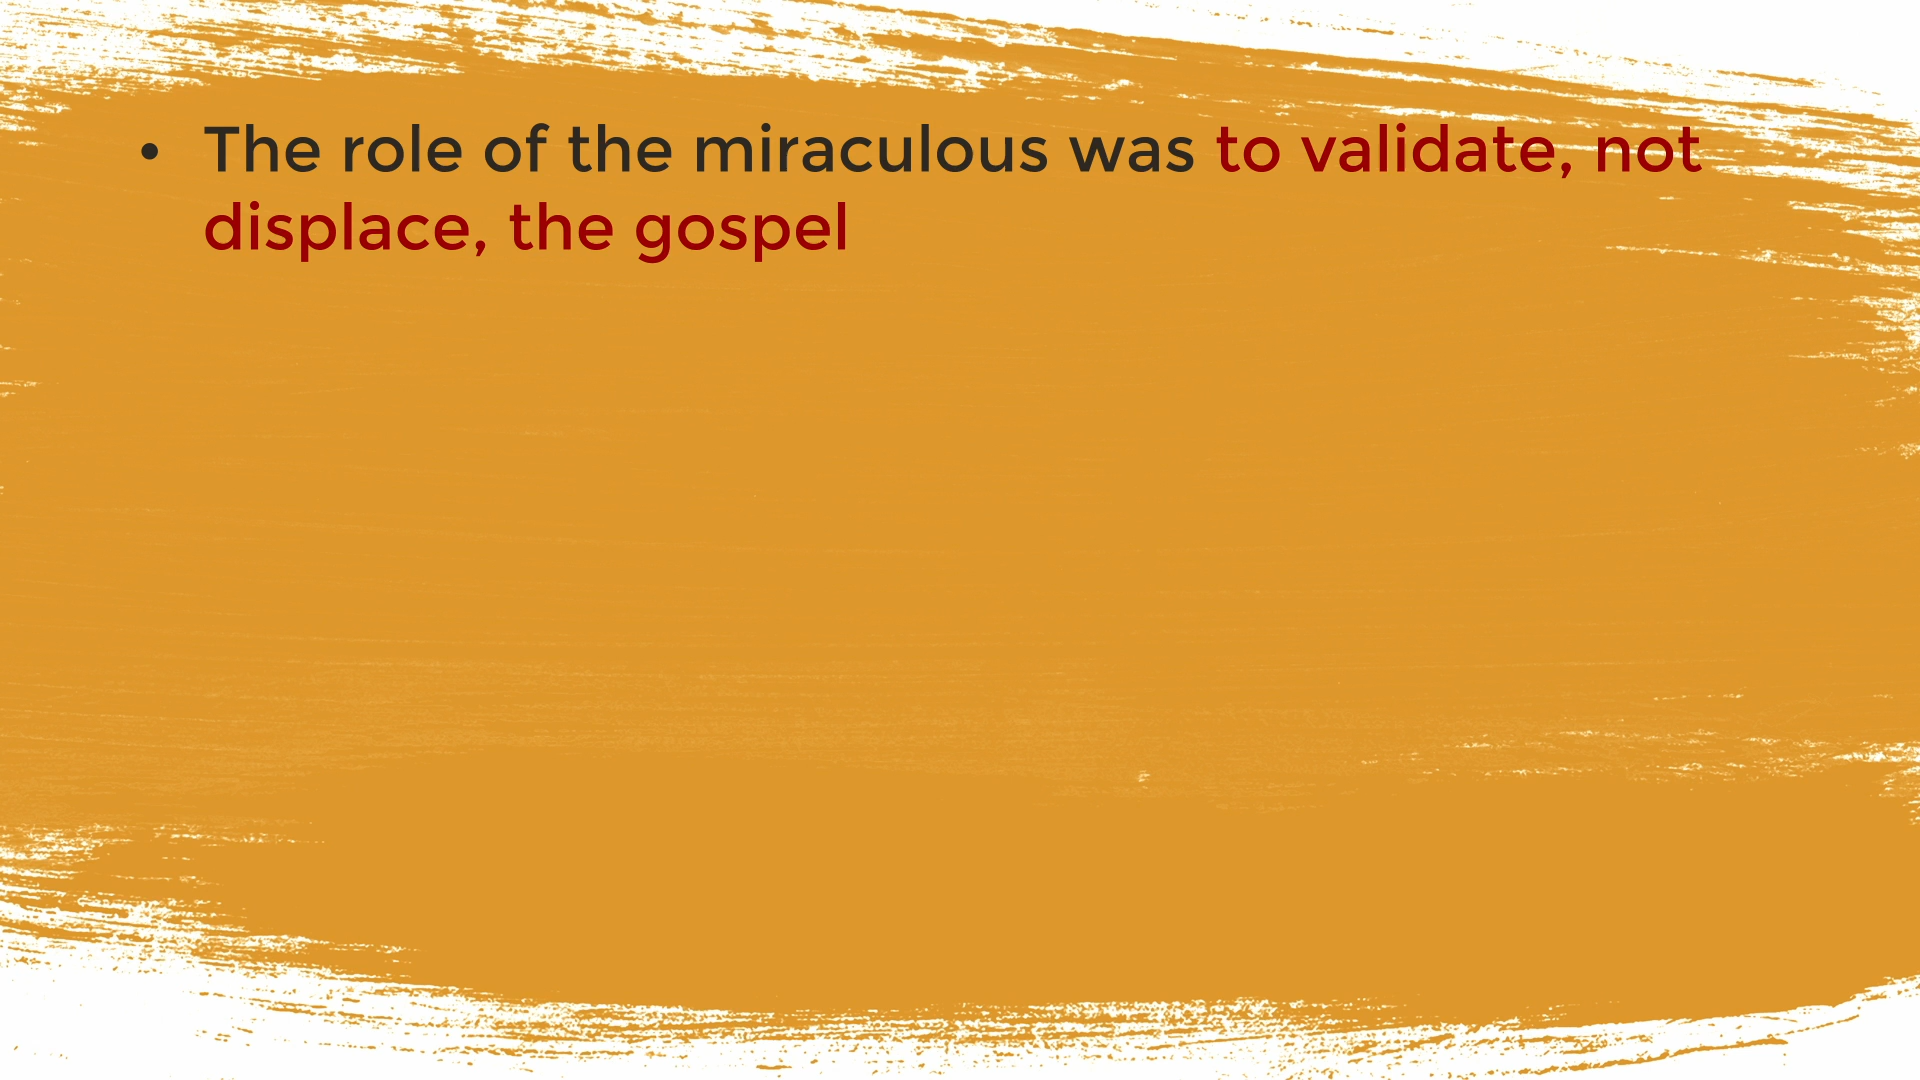 • The role of the miraculous was to validate, not
displace, the gospel